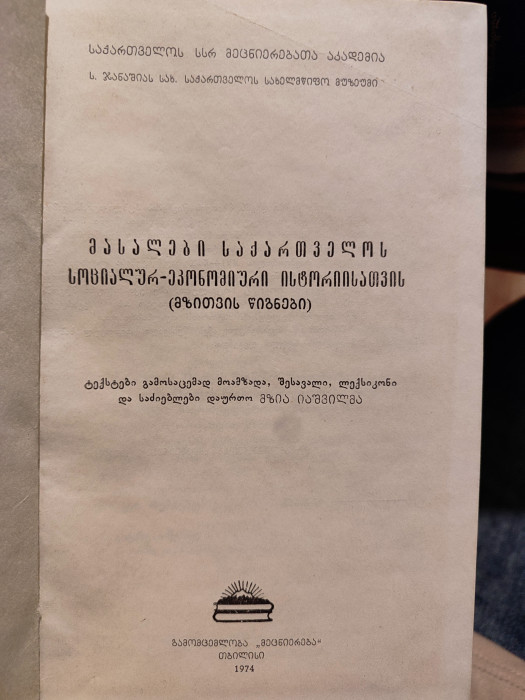 საქართველოს სსრ მეცნიერებათა აკადემია
ს. ჯანაშიას სახ. საქართველოს სახელმწიფო მუზეუმი
მასალები საქართველოს
სოციალურ-ეკონომიური ისტორიისათვის
(მზითვის წიგნები)
ტექსტები გამოსაცემად მოამზადა, შესავალი, ლექსიკონი
და საძიებლები დაურთო მზია იაშვილმა
გამომცემლობა „მეცნიერება“
თბილისი
1974